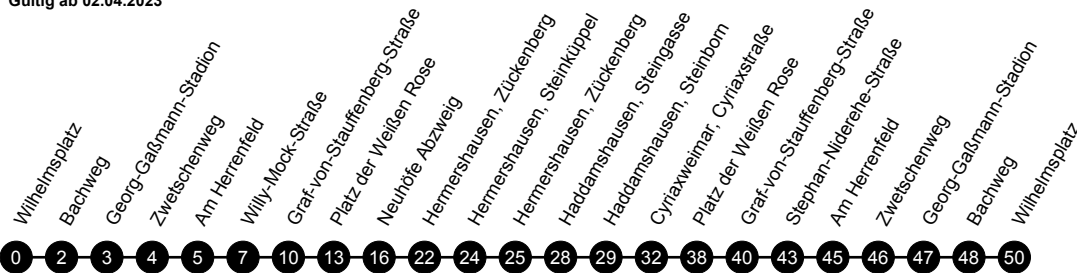 Gültig ab 02.04.2023
Wilhelmsplatz
Bachweg
Georg-Gaßmann-Stadion
Zwetschenweg
Am Herrenfeld
Willy-Mock-Straße
Graf-von-Stauffenberg-Straße
Platz der Weißen Rose
Neuhöfe Abzweig
Hermershausen, Zückenberg
Hermershausen, Steinküppel
Hermershausen, Zückenberg
Haddamshausen, Steingasse
Haddamshausen, Steinborn
Cyriaxweimar, Cyriaxstraße
Platz der Weißen Rose
Graf-von-Stauffenberg-Straße
Stephan-Niderehe-Straße
Am Herrenfeld
Zwetschenweg
Georg-Gaßmann-Stadion
Bachweg
Wilhelmsplatz
0 2 3 4 5 7 10 13 16 22 24 25 28 29 32 38 40 43 45 46 47 48 50